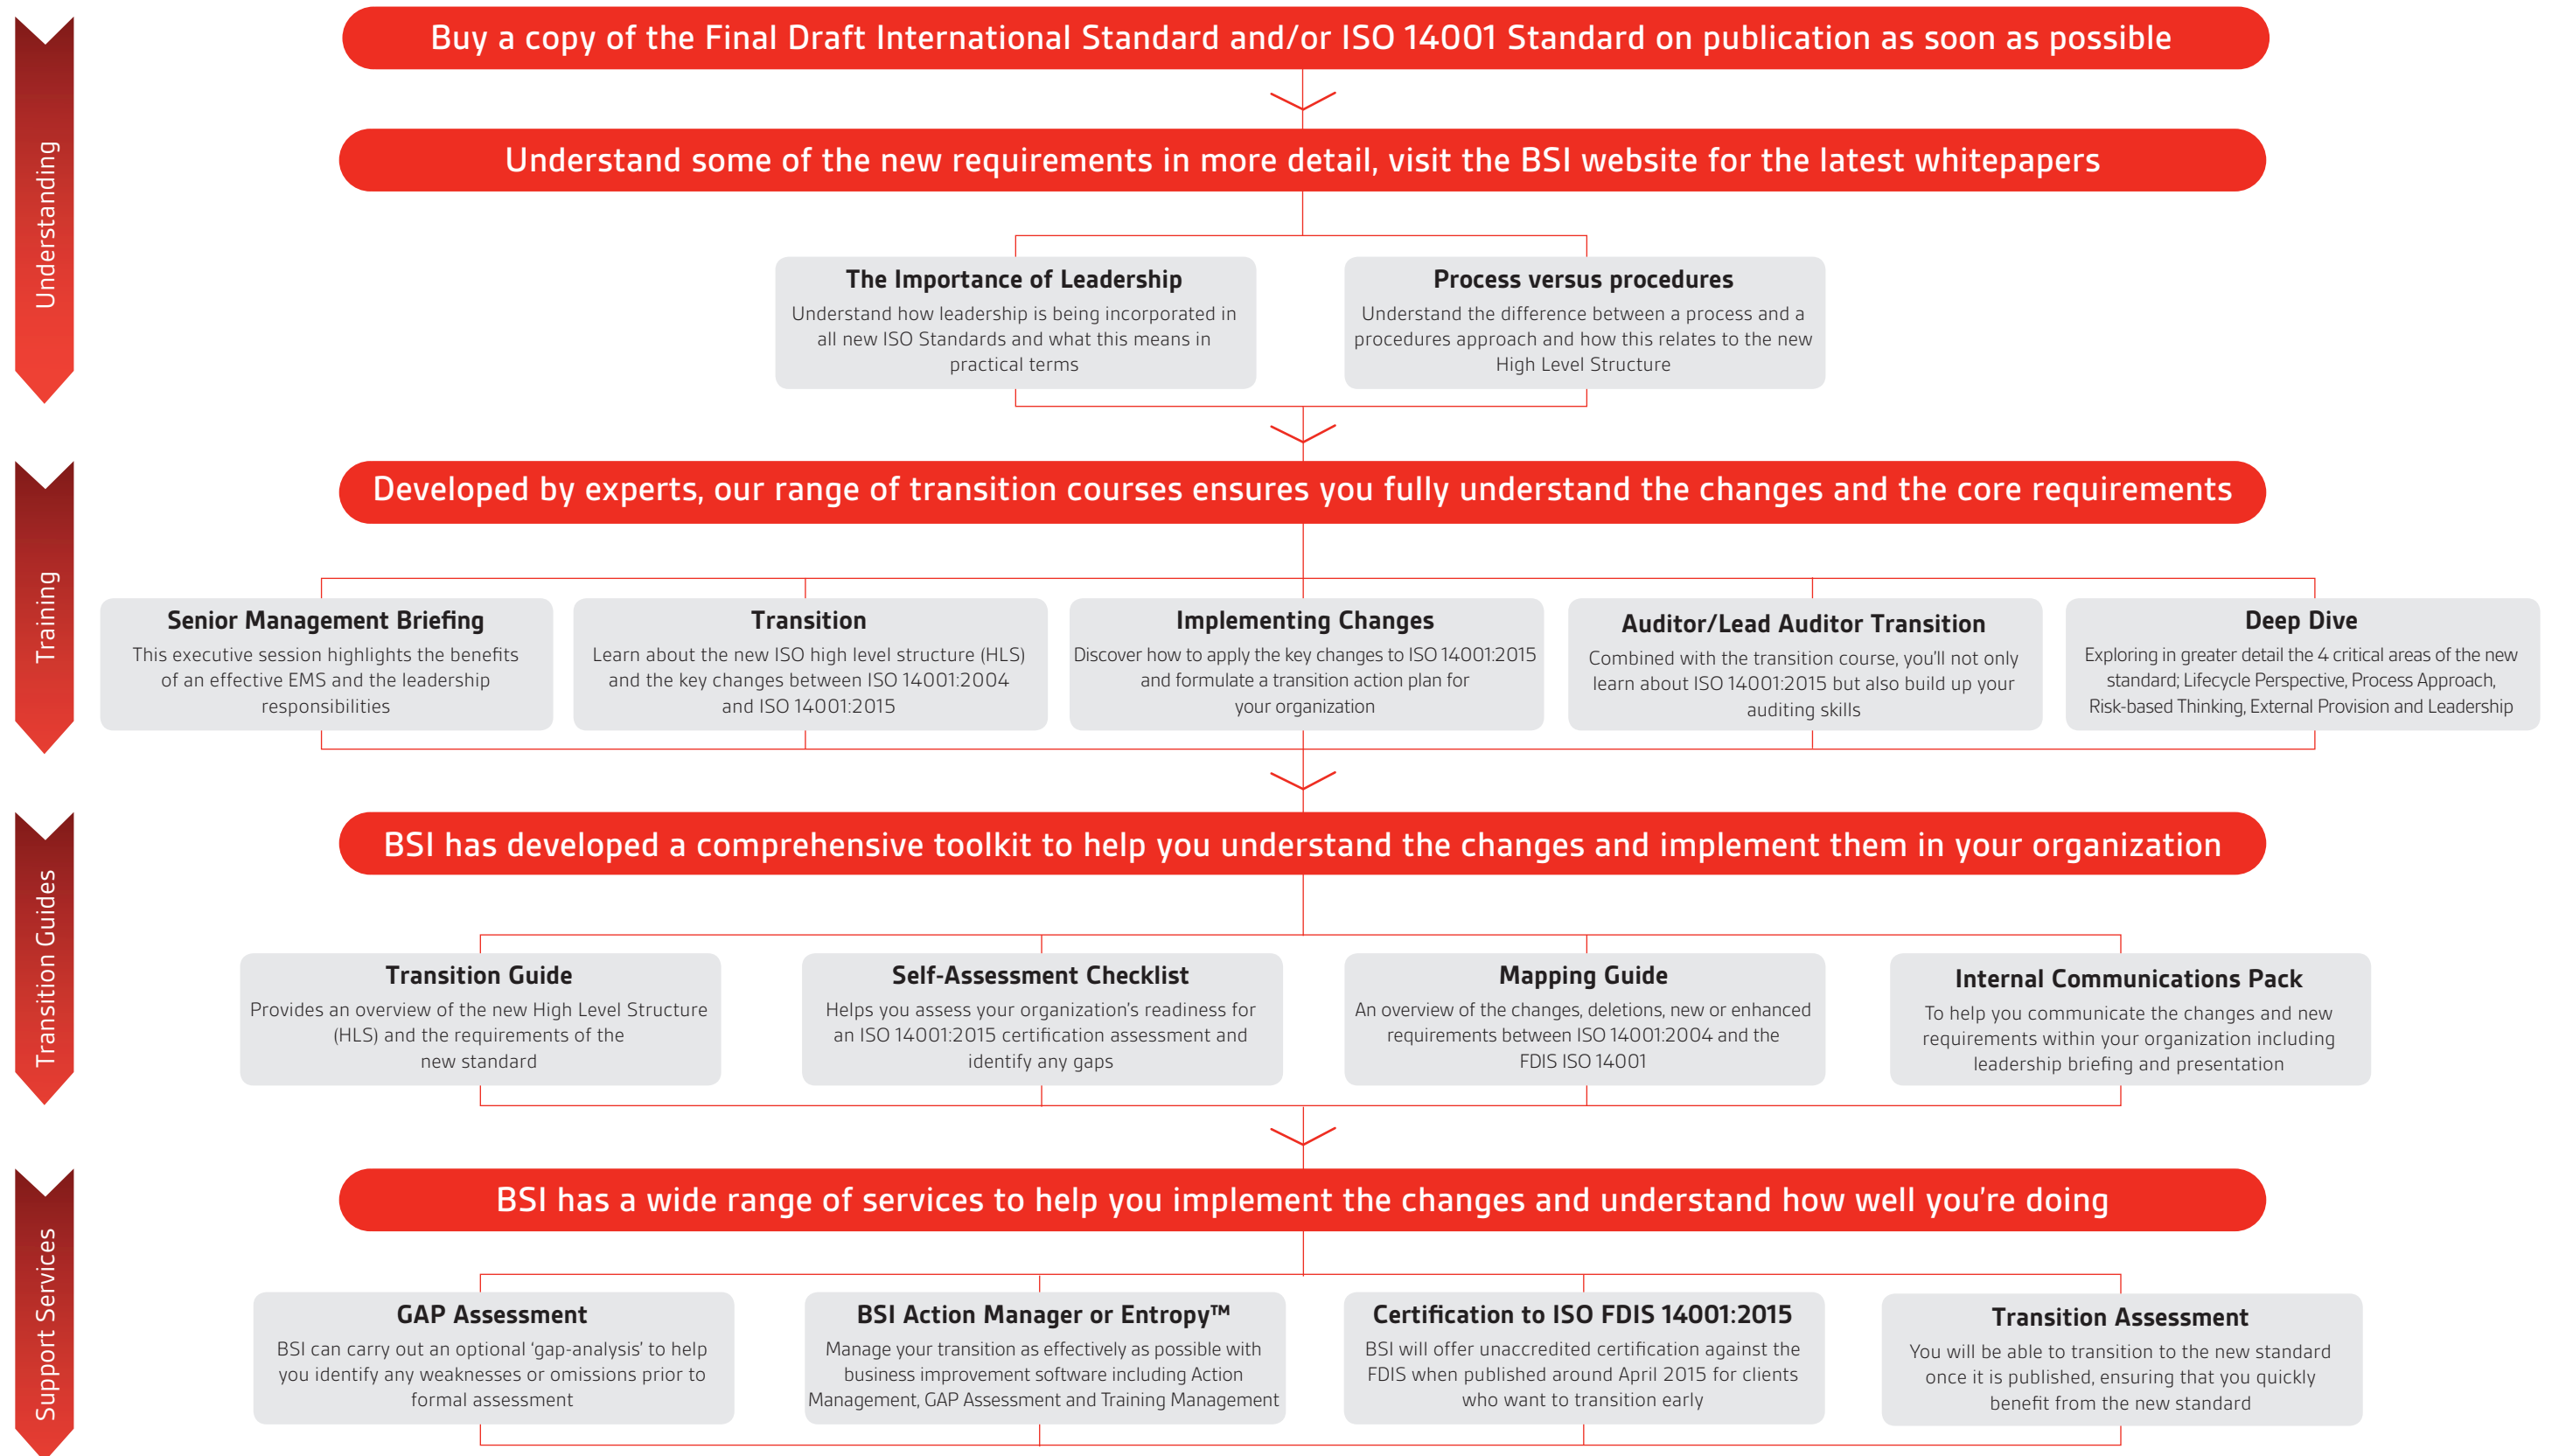 Understanding
Buy a copy of the Final Draft International Standard and/or ISO 14001 Standard on publication as soon as possible
Understand some of the new requirements in more detail, visit the BSI website for the latest whitepapers
The Importance of Leadership
Understand how leadership is being incorporated in
all new ISO Standards and what this means in
practical terms
Process versus procedures
Understand the difference between a process and a
procedures approach and how this relates to the new
High Level Structure
Training
Developed by experts, our range of transition courses ensures you fully understand the changes and the core requirements
Senior Management Briefing
This executive session highlights the benefits
of an effective EMS and the leadership
responsibilities
Transition
Learn about the new ISO high level structure (HLS)
and the key changes between ISO 14001:2004
and ISO 14001:2015
Implementing Changes
Discover how to apply the key changes to ISO 14001:2015
and formulate a transition action plan for
your organization
Auditor/Lead Auditor Transition
Combined with the transition course, you'll not only
learn about ISO 14001:2015 but also build up your
auditing skills
Deep Dive
Exploring in greater detail the 4 critical areas of the new
standard; Lifecycle Perspective, Process Approach,
Risk-based Thinking, External Provision and Leadership
Transition Guides
BSI has developed a comprehensive toolkit to help you understand the changes and implement them in your organization
Transition Guide
Provides an overview of the new High Level Structure
(HLS) and the requirements of the
new standard
Self-Assessment Checklist
Helps you assess your organization's readiness for
an ISO 14001:2015 certification assessment and
identify any gaps
Mapping Guide
An overview of the changes, deletions, new or enhanced
requirements between ISO 14001:2004 and the
FDIS ISO 14001
Internal Communications Pack
To help you communicate the changes and new
requirements within your organization including
leadership briefing and presentation
Support Services
BSI has a wide range of services to help you implement the changes and understand how well you're doing
GAP Assessment
BSI can carry out an optional 'gap-analysis' to help
you identify any weaknesses or omissions prior to
formal assessment
BSI Action Manager or Entropy™
Manage your transition as effectively as possible with
business improvement software including Action
Management, GAP Assessment and Training Management
Certification to ISO FDIS 14001:2015
BSI will offer unaccredited certification against the
FDIS when published around April 2015 for clients
who want to transition early
Transition Assessment
You will be able to transition to the new standard
once it is published, ensuring that you quickly
benefit from the new standard